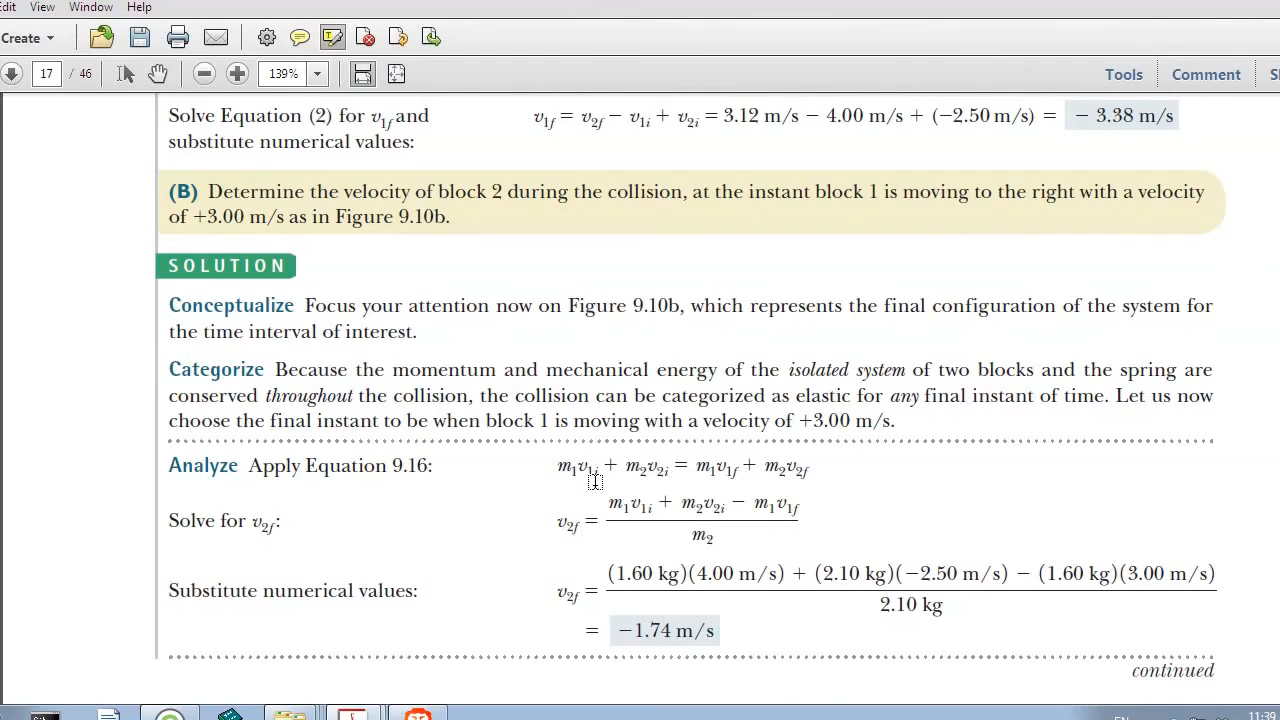 Edit View Window Help
Create
17 / 46 139% Tools Comment
Solve Equation (2) for v1f and v1f = v2f − v1i + v2i = 3.12 m/s − 4.00 m/s + (−2.50 m/s) = − 3.38 m/s
substitute numerical values:
(B) Determine the velocity of block 2 during the collision, at the instant block 1 is moving to the right with a velocity
of +3.00 m/s as in Figure 9.10b.
SOLUTION
Conceptualize Focus your attention now on Figure 9.10b, which represents the final configuration of the system for
the time interval of interest.
Categorize Because the momentum and mechanical energy of the isolated system of two blocks and the spring are
conserved throughout the collision, the collision can be categorized as elastic for any final instant of time. Let us now
choose the final instant to be when block 1 is moving with a velocity of +3.00 m/s.
Analyze Apply Equation 9.16: m1v1i + m2v2i = m1v1f + m2v2f
Solve for v2f: v2f = (m1v1i + m2v2i − m1v1f) / m2
Substitute numerical values: v2f = ((1.60 kg)(4.00 m/s) + (2.10 kg)(−2.50 m/s) − (1.60 kg)(3.00 m/s)) / 2.10 kg
= −1.74 m/s
continued
11:39